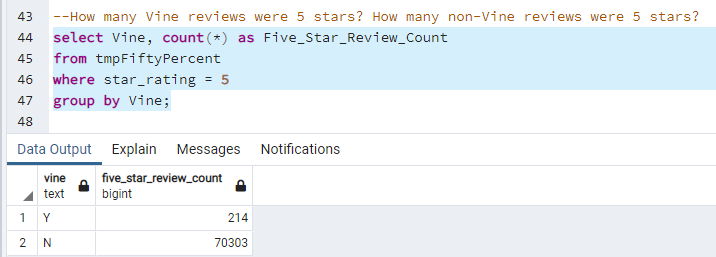 43 --How many Vine reviews were 5 stars? How many non-Vine reviews were 5 stars?
44 select Vine, count(*) as Five_Star_Review_Count
45 from tmpFiftyPercent
46 where star_rating = 5
47 group by Vine;
48
Data Output Explain Messages Notifications
vine five_star_review_count
text bigint
1 Y 214
2 N 70303